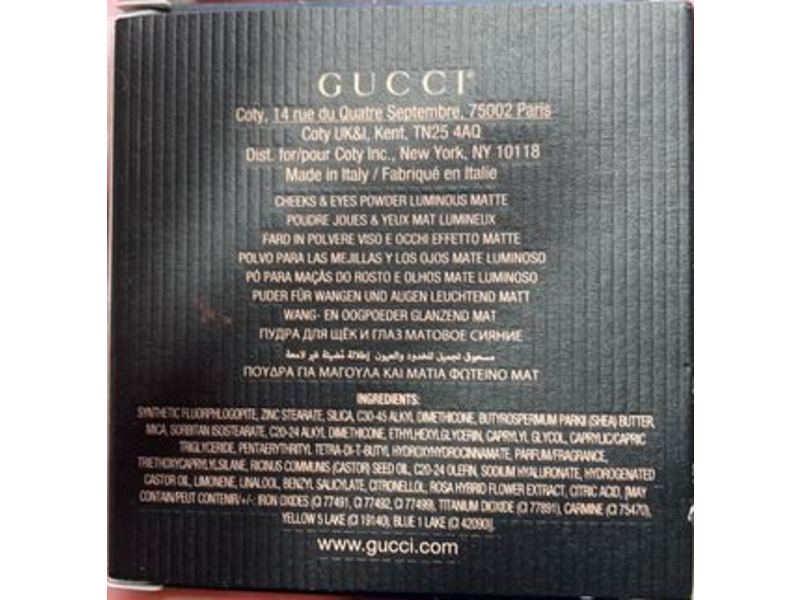 GUCCI®
Coty, 14 rue du Quatre Septembre, 75002 Paris
Coty UK&I, Kent, TN25 4AQ
Dist. for/pour Coty Inc., New York, NY 10118
Made in Italy / Fabriqué en Italie
CHEEKS & EYES POWDER LUMINOUS MATTE
POUDRE JOUES & YEUX MAT LUMINEUX
FARD IN POLVERE VISO E OCCHI EFFETTO MATTE
POLVO PARA LAS MEJILLAS Y LOS OJOS MATE LUMINOSO
PÓ PARA MAÇÃS DO ROSTO E OLHOS MATE LUMINOSO
PUDER FÜR WANGEN UND AUGEN LEUCHTEND MATT
WANG- EN OOGPOEDER GLANZEND MAT
ПУДРА ДЛЯ ЩЁК И ГЛАЗ МАТОВОЕ СИЯНИЕ
مسحوق تجميل للخدود والعيون إطلالة مُضيئة غير لامعة
ΠΟΥΔΡΑ ΓΙΑ ΜΑΓΟΥΛΑ ΚΑΙ ΜΑΤΙΑ ΦΩΤΕΙΝΟ ΜΑΤ
INGREDIENTS:
SYNTHETIC FLUORPHLOGOPITE, ZINC STEARATE, SILICA, C30-45 ALKYL DIMETHICONE, BUTYROSPERMUM PARKII (SHEA) BUTTER,
MICA, SORBITAN ISOSTEARATE, C20-24 ALKYL DIMETHICONE, ETHYLHEXYLGLYCERIN, CAPRYLYL GLYCOL, CAPRYLIC/CAPRIC
TRIGLYCERIDE, PENTAERYTHRITYL TETRA-DI-T-BUTYL HYDROXYHYDROCINNAMATE, PARFUM/FRAGRANCE,
TRIETHOXYCAPRYLYLSILANE, RICINUS COMMUNIS (CASTOR) SEED OIL, C20-24 OLEFIN, SODIUM HYALURONATE, HYDROGENATED
CASTOR OIL, LIMONENE, LINALOOL, BENZYL SALICYLATE, CITRONELLOL, ROSA HYBRID FLOWER EXTRACT, CITRIC ACID, [MAY
CONTAIN/PEUT CONTENIR/+/-: IRON OXIDES (CI 77491, CI 77492, CI 77499), TITANIUM DIOXIDE (CI 77891), CARMINE (CI 75470),
YELLOW 5 LAKE (CI 19140), BLUE 1 LAKE (CI 42090)].
www.gucci.com